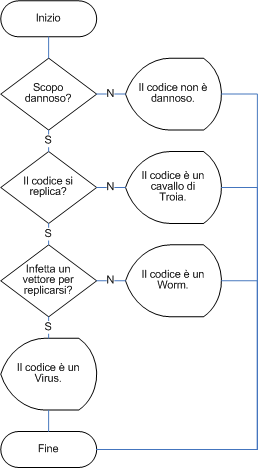 Inizio
Scopo
dannoso?
N
Il codice non è
dannoso.
S
Il codice si
replica?
N
Il codice è un
cavallo di
Troia.
S
Infetta un
vettore per
replicarsi?
N
Il codice è un
Worm.
S
Il codice è un
Virus.
Fine